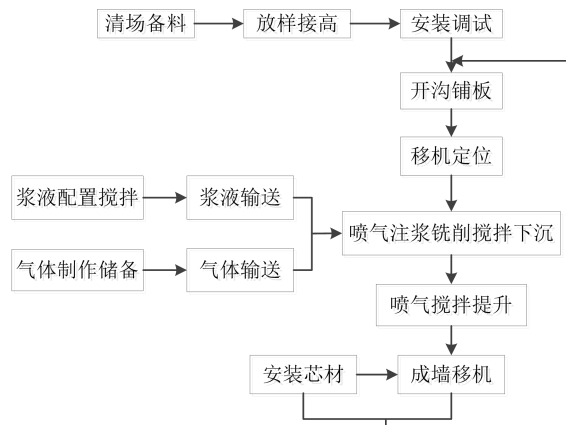 清场备料
放样接高
安装调试
开沟铺板
移机定位
浆液配置搅拌
浆液输送
喷气注浆铣削搅拌下沉
气体制作储备
气体输送
喷气搅拌提升
安装芯材
成墙移机